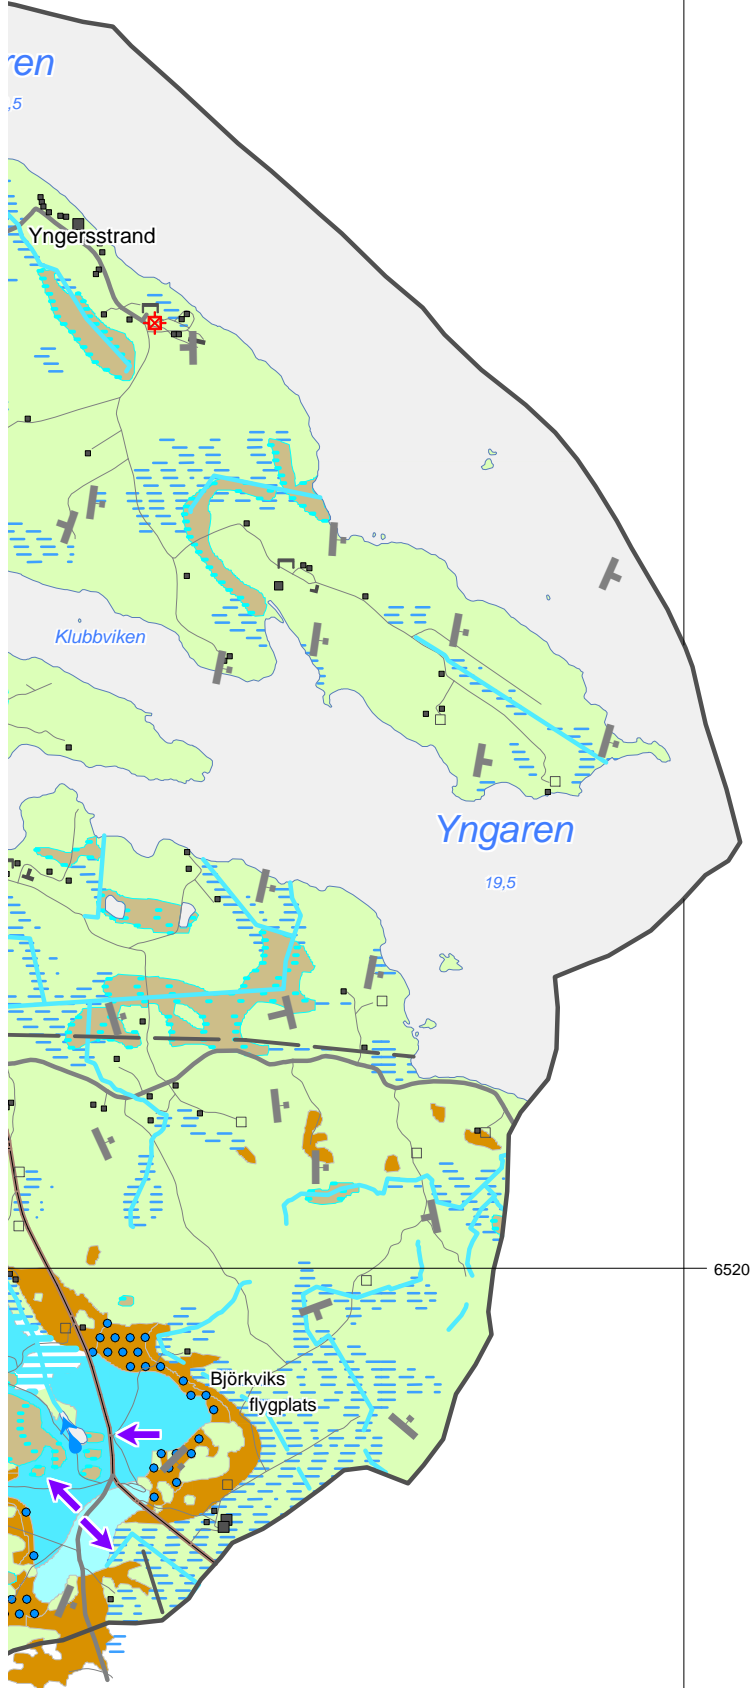 ren
,5
Yngersstrand
Klubbviken
Yngaren
19,5
6520
Björkviks
flygplats